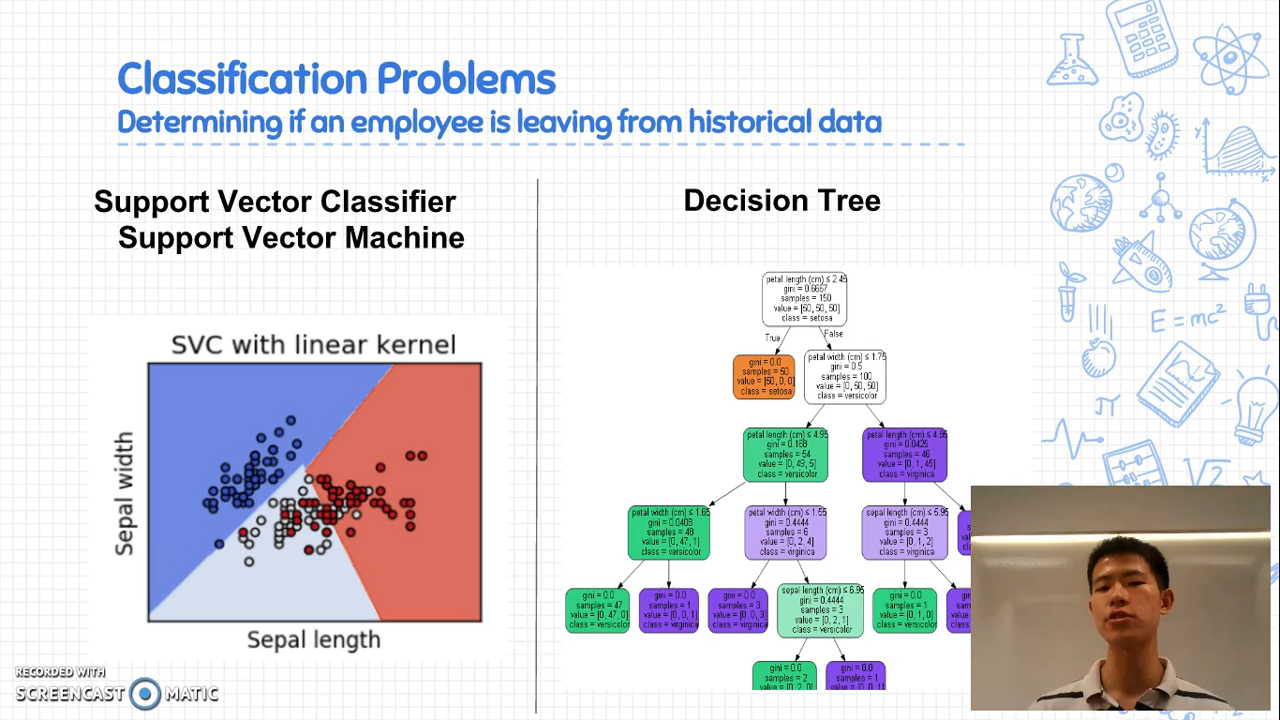 Classification Problems
Determining if an employee is leaving from historical data
Support Vector Classifier
Support Vector Machine
SVC with linear kernel
Sepal width
Sepal length
Decision Tree
petal length (cm) ≤ 2.45
gini = 0.6667
samples = 150
value = [50, 50, 50]
class = setosa
True
False
gini = 0.0
samples = 50
value = [50, 0, 0]
class = setosa
petal width (cm) ≤ 1.75
gini = 0.5
samples = 100
value = [0, 50, 50]
class = versicolor
petal length (cm) ≤ 4.95
gini = 0.168
samples = 54
value = [0, 49, 5]
class = versicolor
petal length (cm) ≤ 4.85
gini = 0.0425
samples = 46
value = [0, 1, 45]
class = virginica
petal width (cm) ≤ 1.65
gini = 0.0408
samples = 48
value = [0, 47, 1]
class = versicolor
petal width (cm) ≤ 1.55
gini = 0.4444
samples = 6
value = [0, 2, 4]
class = virginica
sepal length (cm) ≤ 5.95
gini = 0.4444
samples = 3
value = [0, 1, 2]
class = virginica
gini = 0.0
samples = 47
value = [0, 47, 0]
class = versicolor
gini = 0.0
samples = 1
value = [0, 0, 1]
class = virginica
gini = 0.0
samples = 3
value = [0, 0, 3]
class = virginica
sepal length (cm) ≤ 6.95
gini = 0.4444
samples = 3
value = [0, 2, 1]
class = versicolor
gini = 0.0
samples = 1
value = [0, 1, 0]
class = versicolor
gini = 0.0
samples = 2
value = [0, 2, 0]
gini = 0.0
samples = 1
value = [0, 0, 1]
E=mc²
π
√2
x
RECORDED WITH
SCREENCAST MATIC